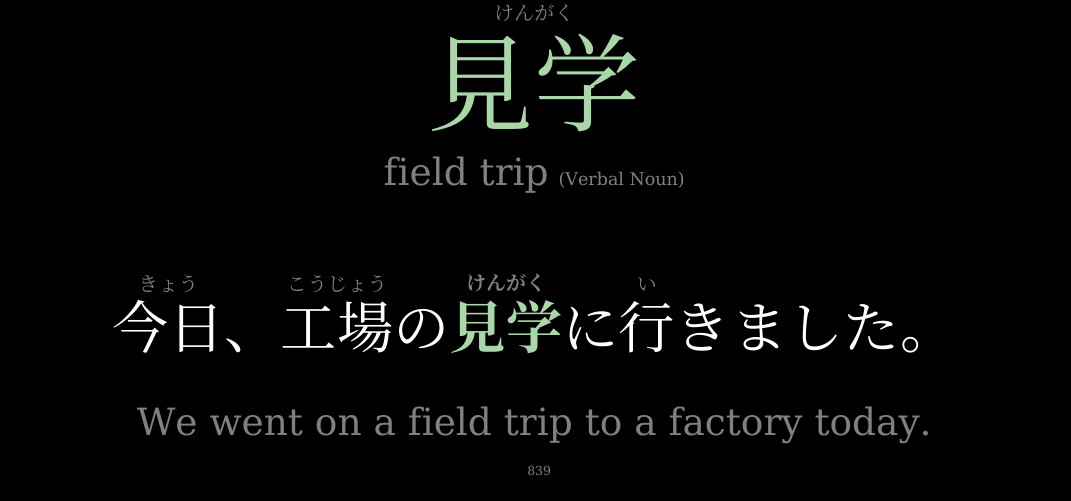 けんがく
見学
field trip (Verbal Noun)
きょう こうじょう けんがく い
今日、工場の見学に行きました。
We went on a field trip to a factory today.
839